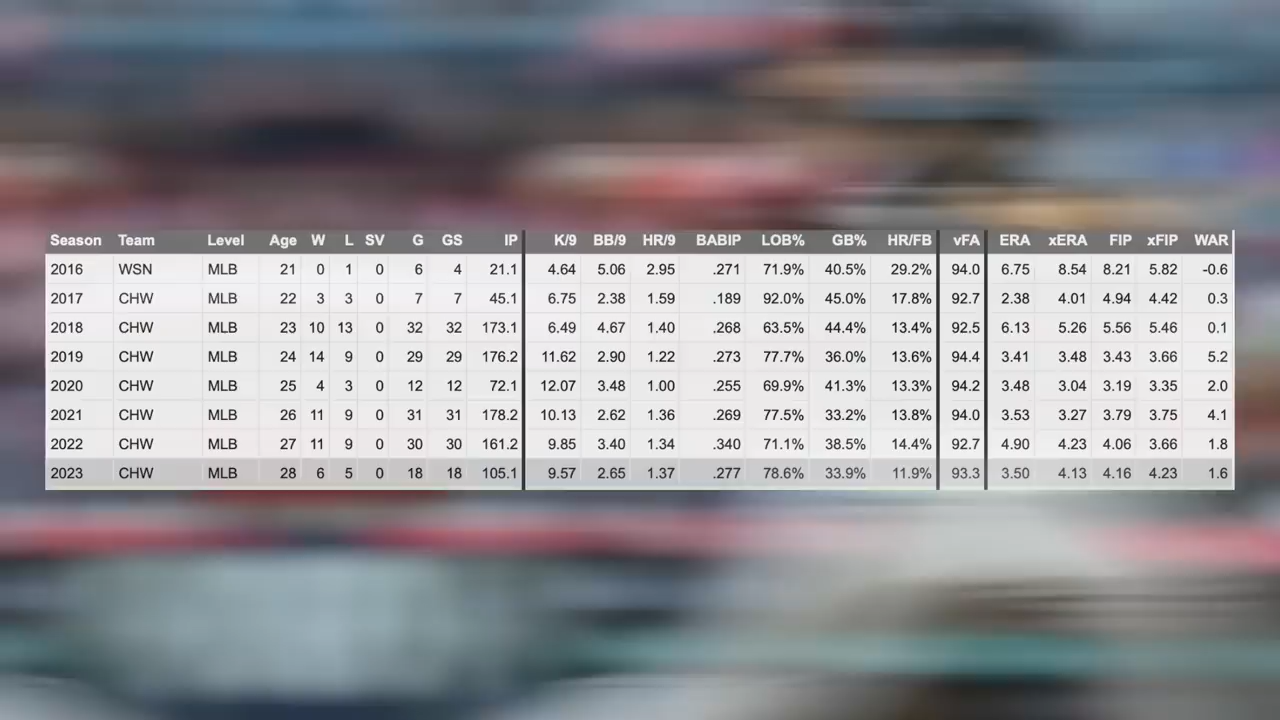 Season Team Level Age W L SV G GS IP K/9 BB/9 HR/9 BABIP LOB% GB% HR/FB vFA ERA xERA FIP xFIP WAR
2016 WSN MLB 21 0 1 0 6 4 21.1 4.64 5.06 2.95 .271 71.9% 40.5% 29.2% 94.0 6.75 8.54 8.21 5.82 -0.6
2017 CHW MLB 22 3 3 0 7 7 45.1 6.75 2.38 1.59 .189 92.0% 45.0% 17.8% 92.7 2.38 4.01 4.94 4.42 0.3
2018 CHW MLB 23 10 13 0 32 32 173.1 6.49 4.67 1.40 .268 63.5% 44.4% 13.4% 92.5 6.13 5.26 5.56 5.46 0.1
2019 CHW MLB 24 14 9 0 29 29 176.2 11.62 2.90 1.22 .273 77.7% 36.0% 13.6% 94.4 3.41 3.48 3.43 3.66 5.2
2020 CHW MLB 25 4 3 0 12 12 72.1 12.07 3.48 1.00 .255 69.9% 41.3% 13.3% 94.2 3.48 3.04 3.19 3.35 2.0
2021 CHW MLB 26 11 9 0 31 31 178.2 10.13 2.62 1.36 .269 77.5% 33.2% 13.8% 94.0 3.53 3.27 3.79 3.75 4.1
2022 CHW MLB 27 11 9 0 30 30 161.2 9.85 3.40 1.34 .340 71.1% 38.5% 14.4% 92.7 4.90 4.23 4.06 3.66 1.8
2023 CHW MLB 28 6 5 0 18 18 105.1 9.57 2.65 1.37 .277 78.6% 33.9% 11.9% 93.3 3.50 4.13 4.16 4.23 1.6